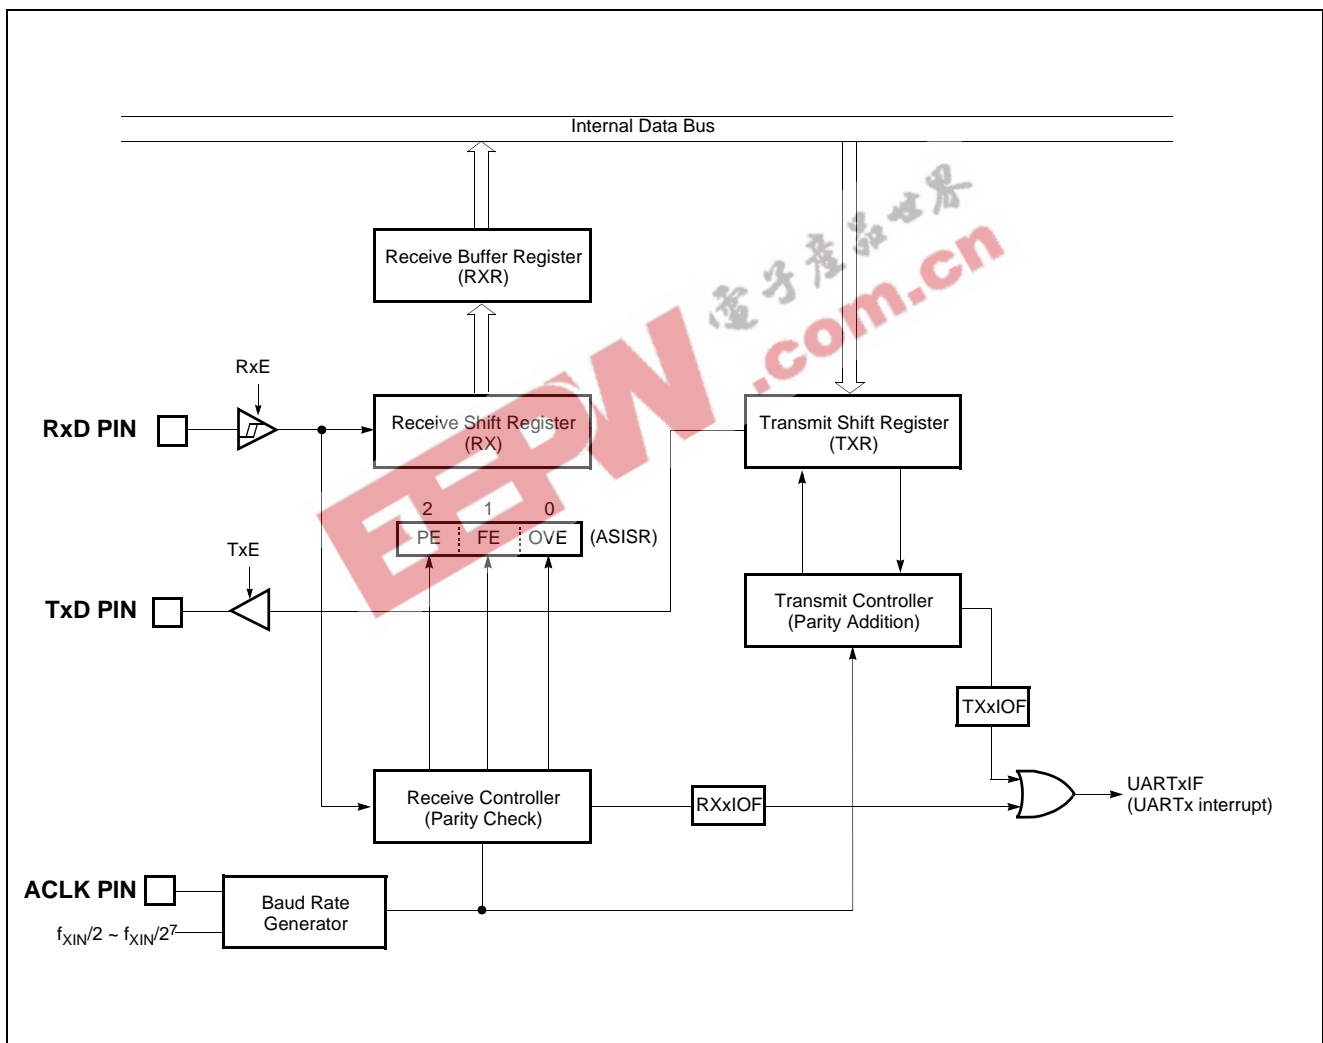 Internal Data Bus
Receive Buffer Register
(RXR)
電子產品世界
EEPW.com.cn
RxE
RxD PIN
Receive Shift Register
(RX)
Transmit Shift Register
(TXR)
2 1 0
PE FE OVE (ASISR)
TxE
TxD PIN
Transmit Controller
(Parity Addition)
TXxIOF
Receive Controller
(Parity Check)
RXxIOF
UARTxIF
(UARTx interrupt)
ACLK PIN
Baud Rate
Generator
fXIN/2 ~ fXIN/2⁷